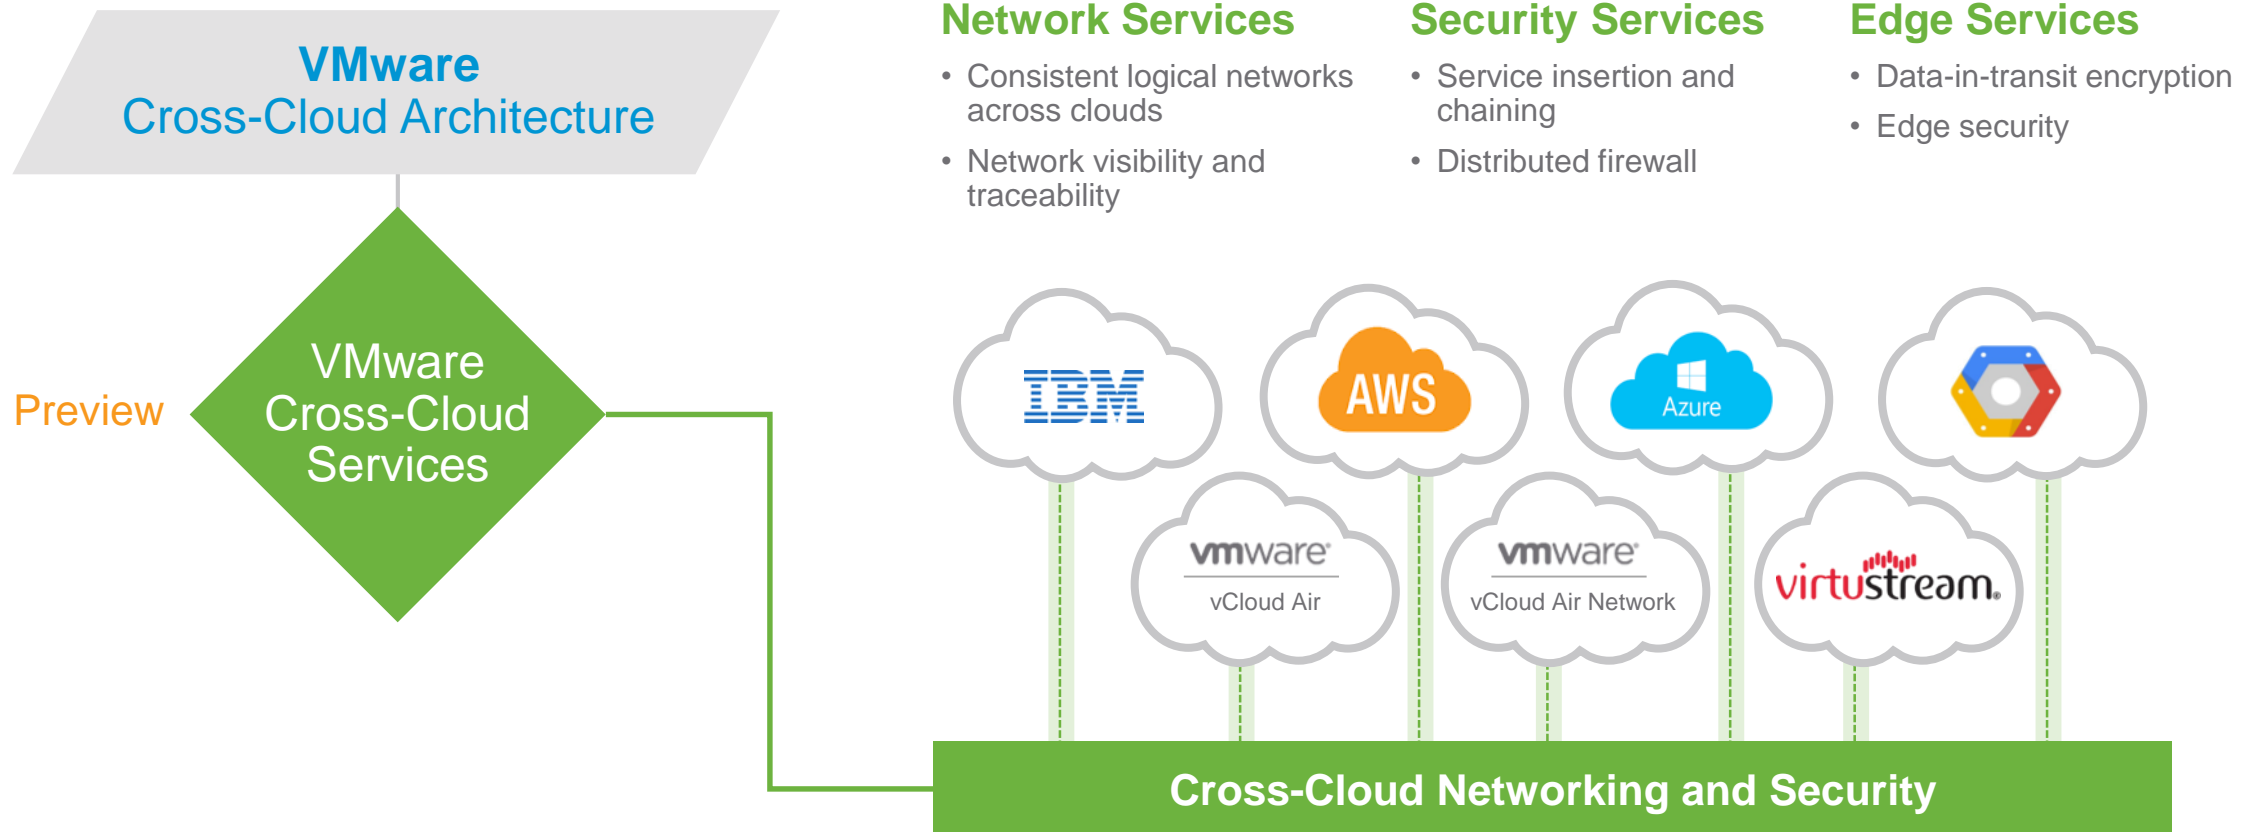 VMware
Cross-Cloud Architecture
Preview
VMware
Cross-Cloud
Services
Network Services
• Consistent logical networks
across clouds
• Network visibility and
traceability
Security Services
• Service insertion and
chaining
• Distributed firewall
Edge Services
• Data-in-transit encryption
• Edge security
IBM
AWS
Azure
vmware®
vCloud Air
vmware®
vCloud Air Network
virtustream®
Cross-Cloud Networking and Security